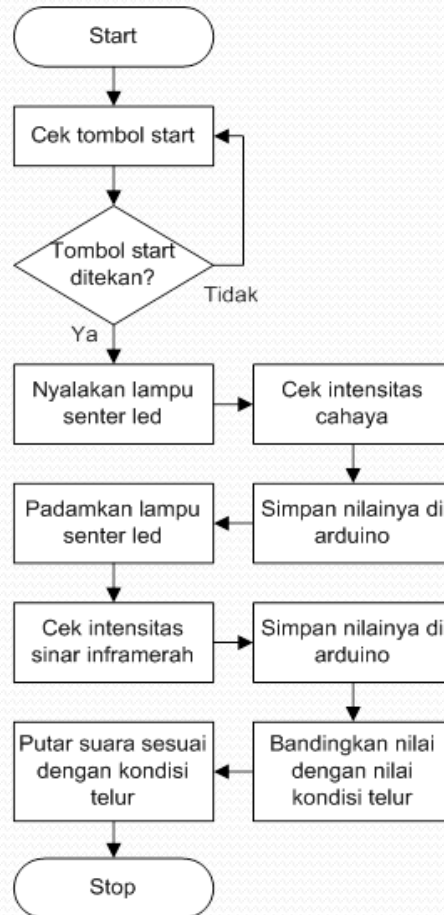 Start
Cek tombol start
Tombol start
ditekan?
Tidak
Ya
Nyalakan lampu
senter led
Cek intensitas
cahaya
Simpan nilainya di
arduino
Padamkan lampu
senter led
Cek intensitas
sinar inframerah
Simpan nilainya di
arduino
Bandingkan nilai
dengan nilai
kondisi telur
Putar suara sesuai
dengan kondisi
telur
Stop